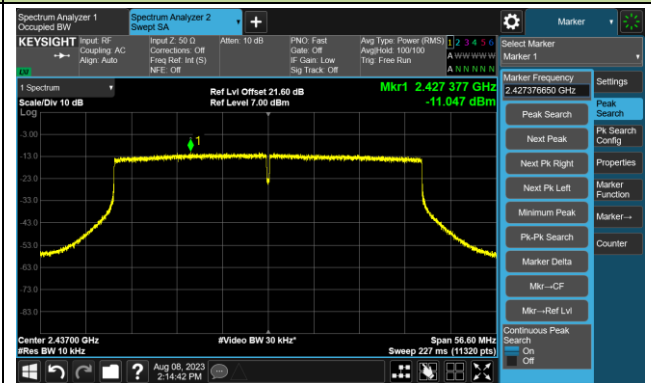 Spectrum Analyzer 1
Occupied BW
Spectrum Analyzer 2
Swept SA
Marker
KEYSIGHT
Input: RF
Coupling: AC
Align: Auto
Input Z: 50 Ω
Corrections: Off
Freq Ref: Int (S)
NFE: Off
Atten: 10 dB
PNO: Fast
Gate: Off
IF Gain: Low
Sig Track: Off
Avg Type: Power (RMS)
Avg|Hold: 100/100
Trig: Free Run
1 2 3 4 5 6
A W W W W W
A N N N N N
Select Marker
Marker 1
1 Spectrum
Scale/Div 10 dB
Log
Ref Lvl Offset 21.60 dB
Ref Level 7.00 dBm
Mkr1 2.427 377 GHz
-11.047 dBm
-3.00
-13.0
-23.0
-33.0
-43.0
-53.0
-63.0
-73.0
-83.0
1
Center 2.43700 GHz
#Res BW 10 kHz
#Video BW 30 kHz*
Span 56.60 MHz
Sweep 227 ms (11320 pts)
Marker Frequency
2.427376650 GHz
Peak Search
Next Peak
Next Pk Right
Next Pk Left
Minimum Peak
Pk-Pk Search
Marker Delta
Mkr→CF
Mkr→Ref Lvl
Continuous Peak
Search
On
Off
Settings
Peak
Search
Pk Search
Config
Properties
Marker
Function
Marker→
Counter
Aug 08, 2023
2:14:42 PM